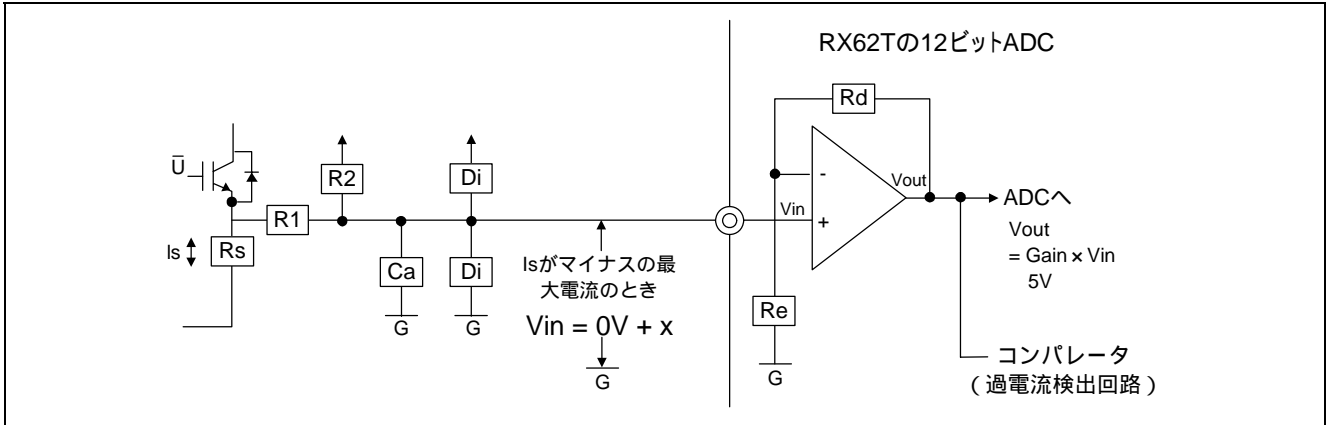 RX62Tの12ビットADC
Rd
U̅
R2
Di
-
Vout
Vin
+
ADCへ
Vout
= Gain × Vin
5V
R1
Is
Rs
Ca
Di
Isがマイナスの最
大電流のとき
Vin = 0V + x
Re
G
G
G
G
コンパレータ
(過電流検出回路)